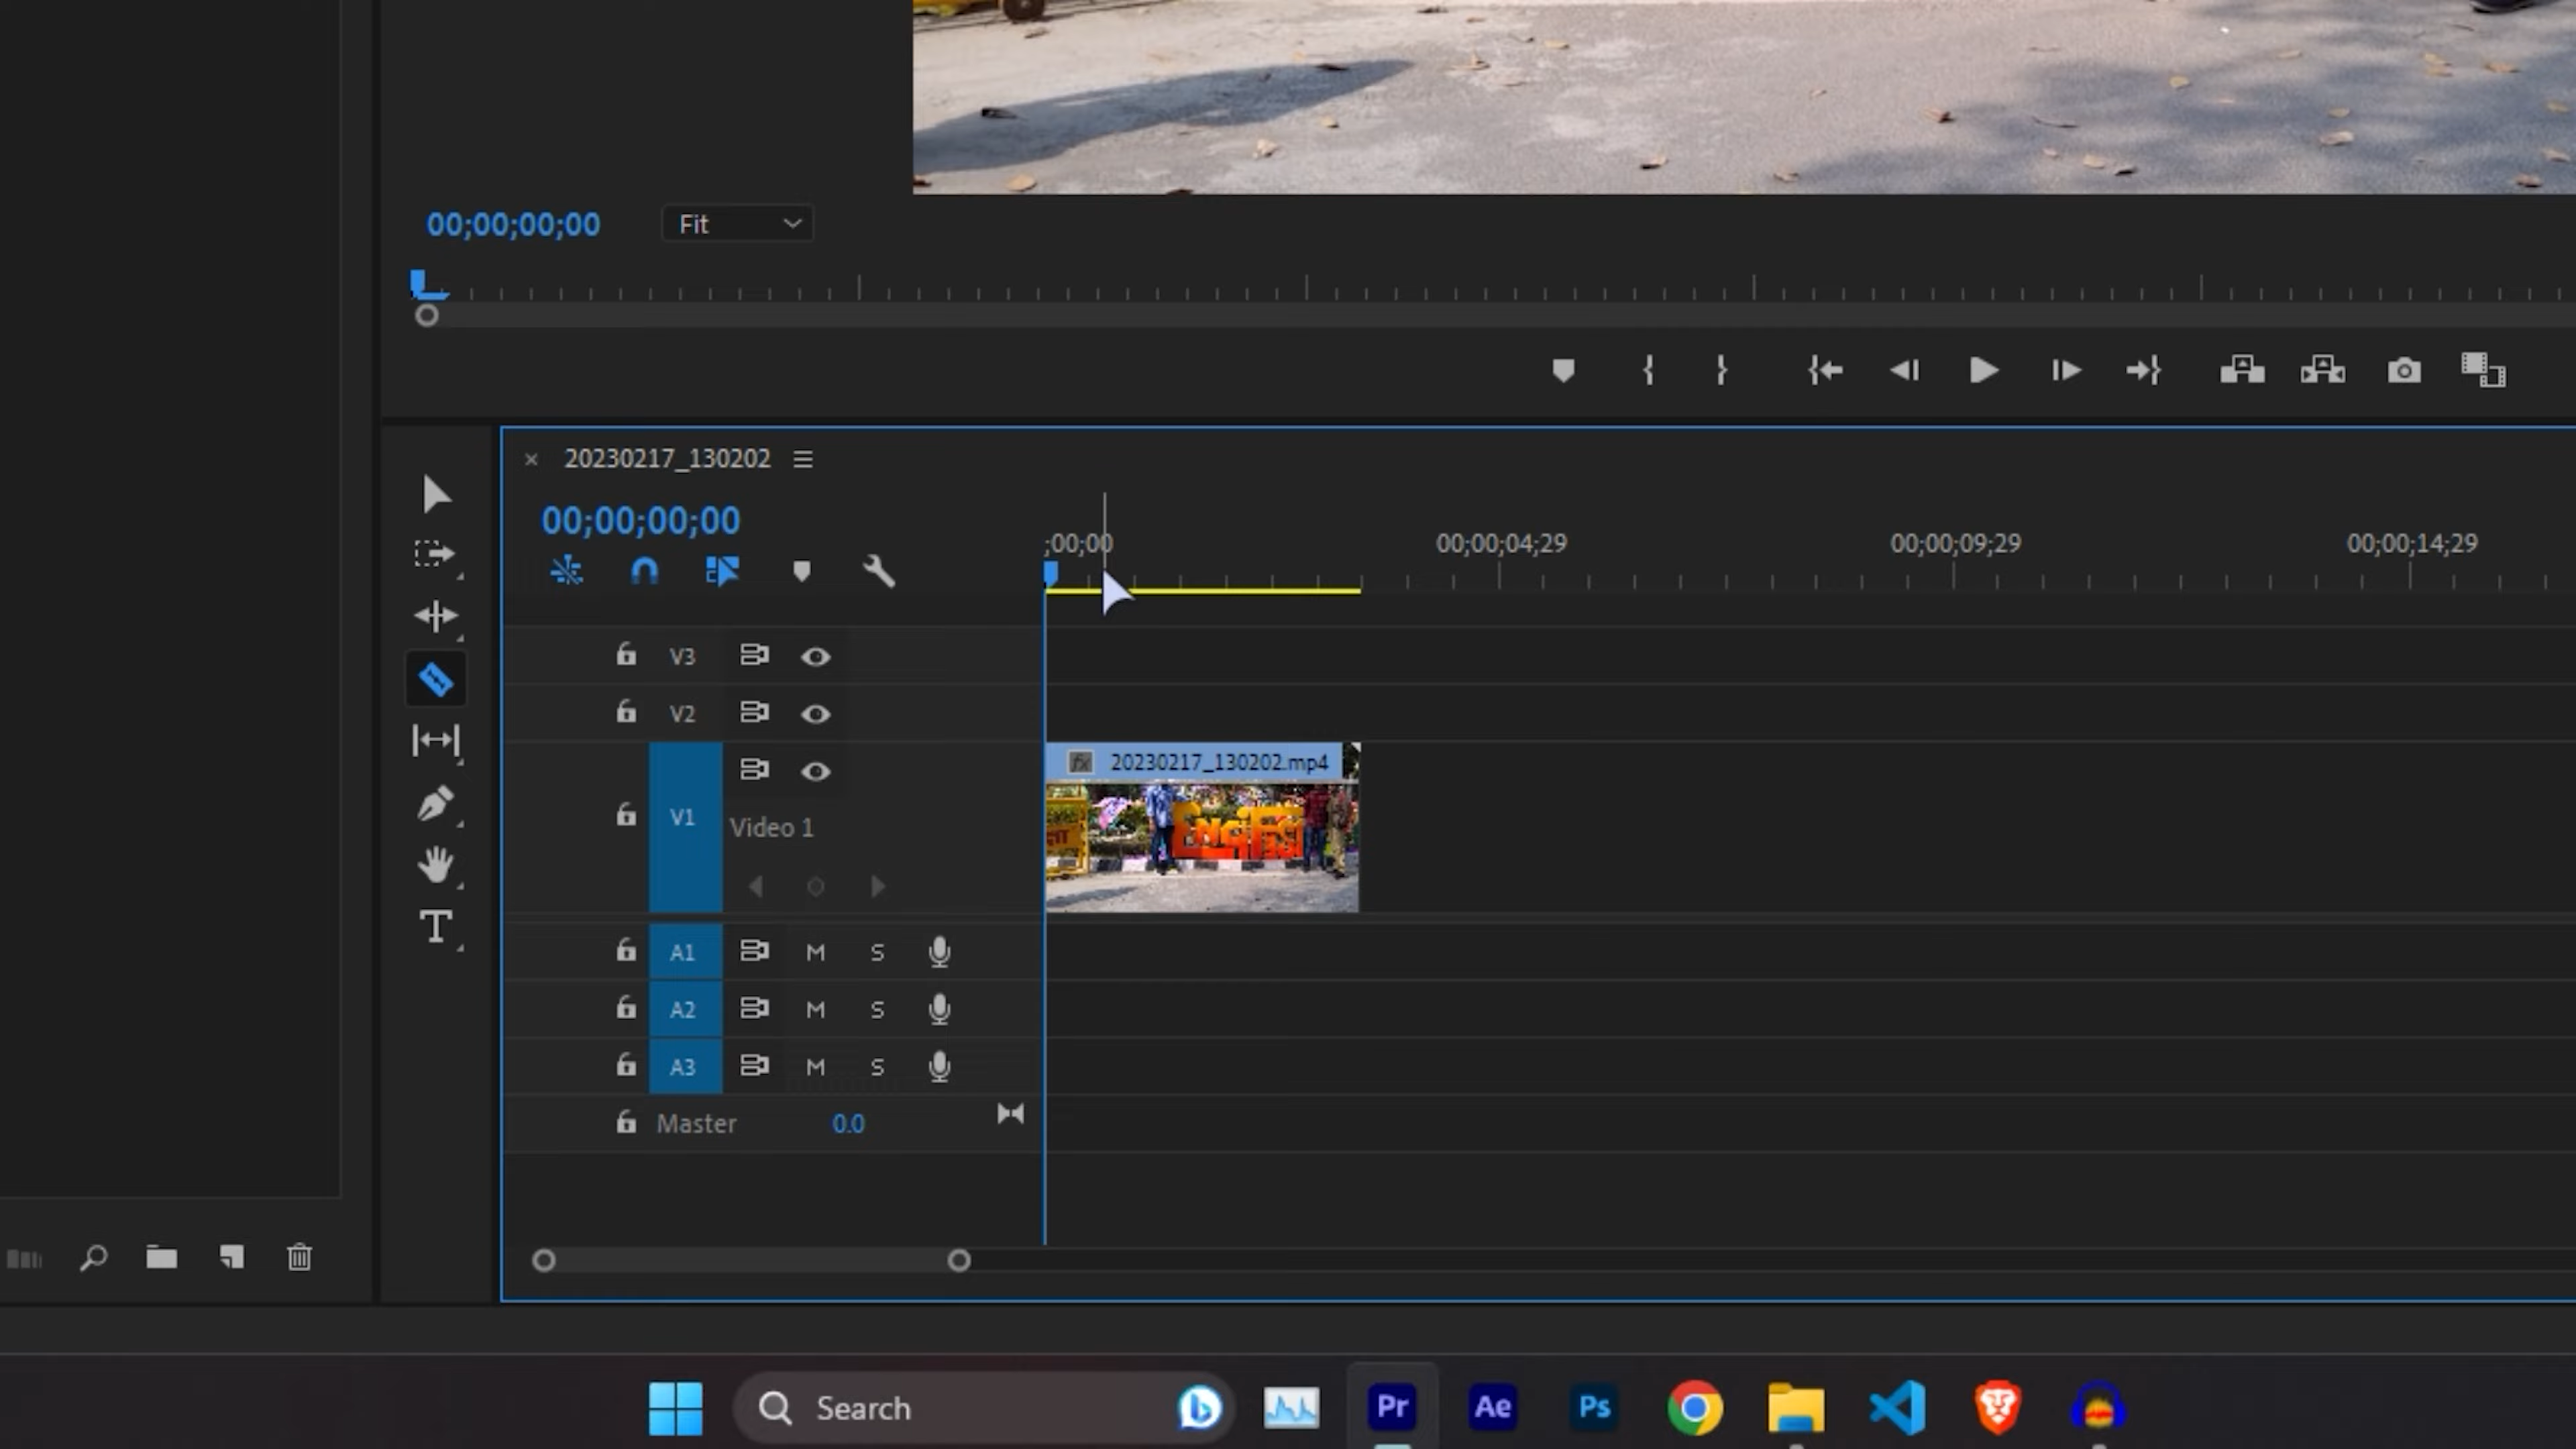 00;00;00;00 Fit
20230217_130202
00;00;00;00
;00;00 00;00;04;29 00;00;09;29 00;00;14;29
V3
V2
fx 20230217_130202.mp4
V1
Video 1
A1 M S
A2 M S
A3 M S
Master 0.0
T
Search
Pr Ae Ps